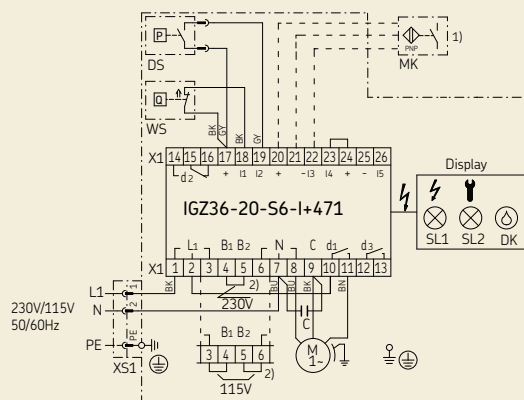 P
DS
PNP
1)
MK
Q
WS
BK
GY
BK
GY
X1 14 15 16 17 18 19 20 21 22 23 24 25 26
d2 + I1 I2 + - I3 I4 + - I5
IGZ36-20-S6-I+471
Display
SL1 SL2 DK
L1 B1 B2 N C d1 d3
X1 1 2 3 4 5 6 7 8 9 10 11 12 13
BK
2)
230V
BU
BU
BK
BN
C
L1 1
N 2
PE PE
230V/115V
50/60Hz
XS1
B1 B2
3 4 5 6
2)
115V
M
1~